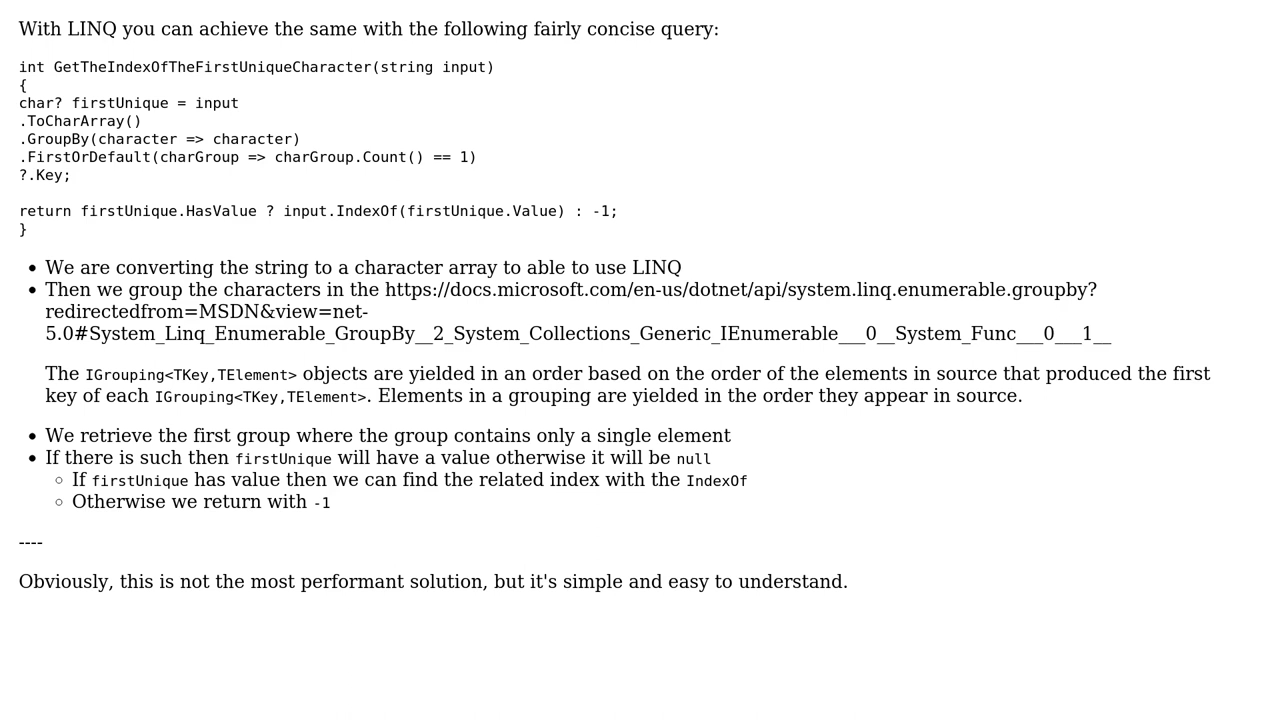 With LINQ you can achieve the same with the following fairly concise query:
int GetTheIndexOfTheFirstUniqueCharacter(string input)
{
char? firstUnique = input
.ToCharArray()
.GroupBy(character => character)
.FirstOrDefault(charGroup => charGroup.Count() == 1)
?.Key;
return firstUnique.HasValue ? input.IndexOf(firstUnique.Value) : -1;
}
• We are converting the string to a character array to able to use LINQ
• Then we group the characters in the https://docs.microsoft.com/en-us/dotnet/api/system.linq.enumerable.groupby?
redirectedfrom=MSDN&view=net-
5.0#System_Linq_Enumerable_GroupBy__2_System_Collections_Generic_IEnumerable___0__System_Func___0___1__
The IGrouping<TKey,TElement> objects are yielded in an order based on the order of the elements in source that produced the first
key of each IGrouping<TKey,TElement>. Elements in a grouping are yielded in the order they appear in source.
• We retrieve the first group where the group contains only a single element
• If there is such then firstUnique will have a value otherwise it will be null
◦ If firstUnique has value then we can find the related index with the IndexOf
◦ Otherwise we return with -1
----
Obviously, this is not the most performant solution, but it's simple and easy to understand.